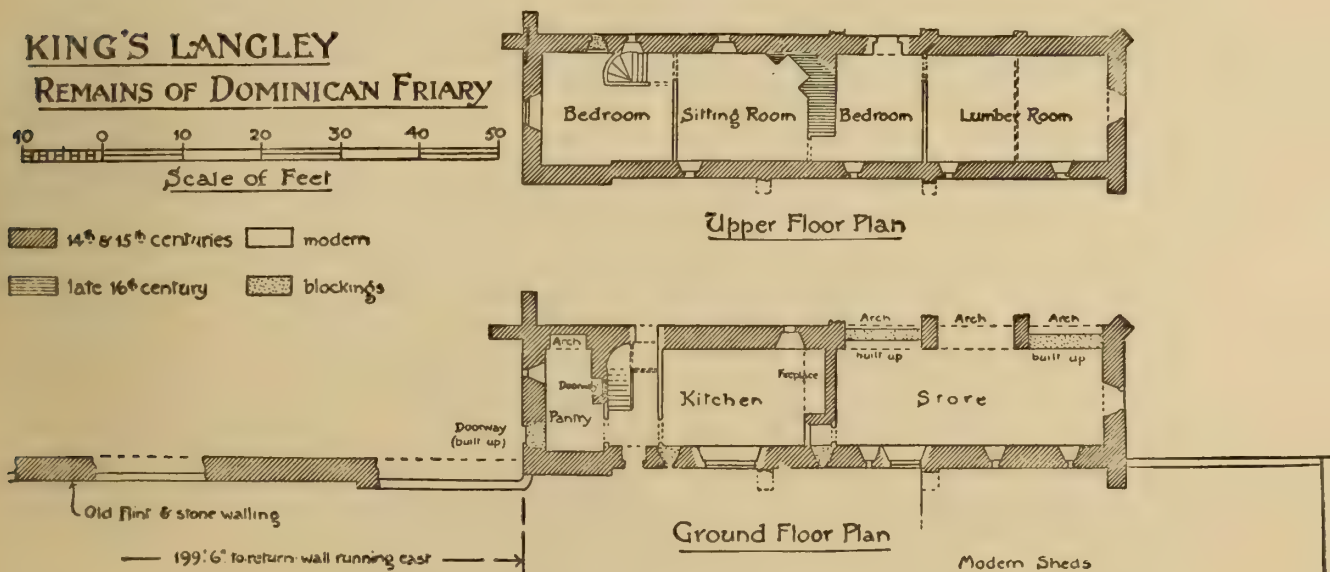 KING'S LANGLEY
REMAINS OF DOMINICAN FRIARY
10 0 10 20 30 40 50
Scale of Feet
14th & 15th centuries
modern
late 16th century
blockings
Bedroom
Sitting Room
Bedroom
Lumber Room
Upper Floor Plan
Arch
Arch
Arch
built up
built up
Arch
Doorway
Pantry
Kitchen
Fireplace
Store
Doorway
(built up)
Old flint & stone walling
199'.6" to return wall running east
Ground Floor Plan
Modern Sheds